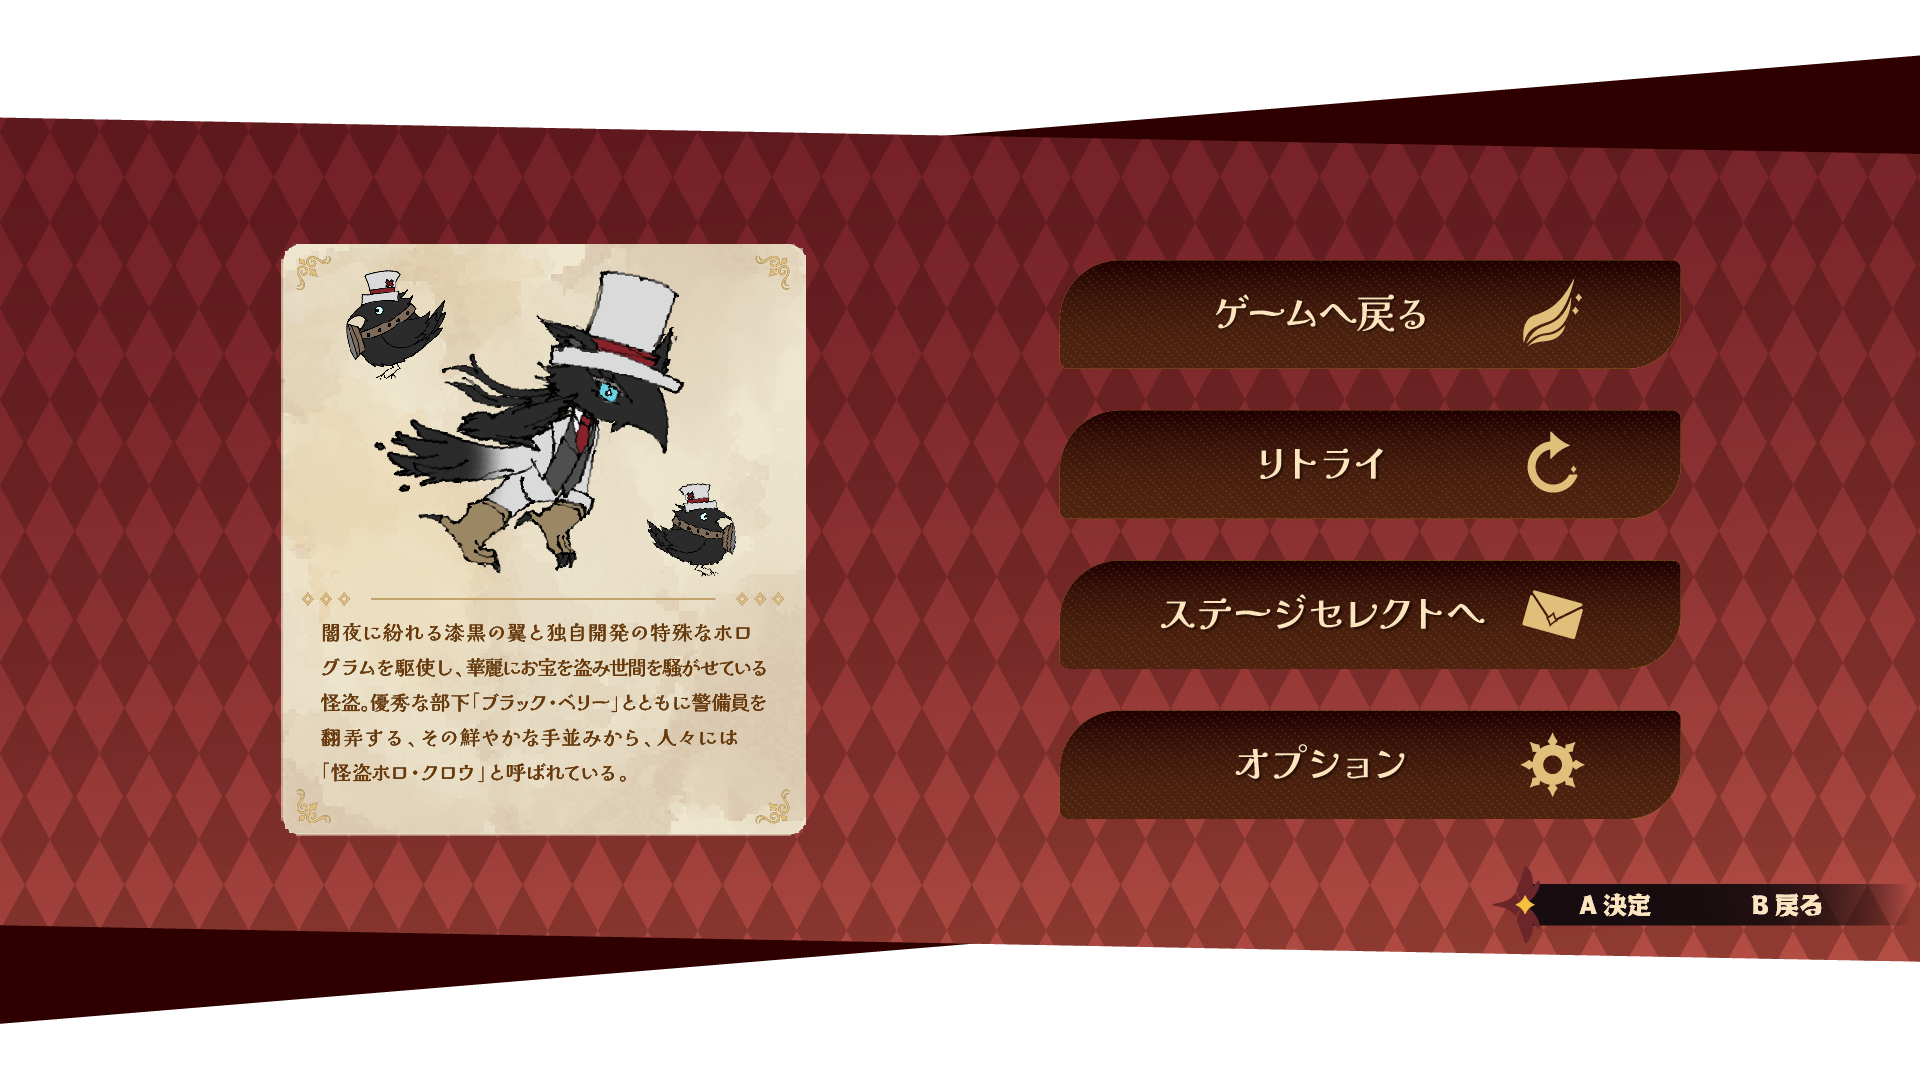 闇夜に紛れる漆黒の翼と独自開発の特殊なホロ
グラムを駆使し、華麗にお宝を盗み世間を騒がせている
怪盗。優秀な部下「ブラック・ベリー」とともに警備員を
翻弄する、その鮮やかな手並みから、人々には
「怪盗ホロ・クロウ」と呼ばれている。
ゲームへ戻る
リトライ
ステージセレクトへ
オプション
A 決定 B 戻る